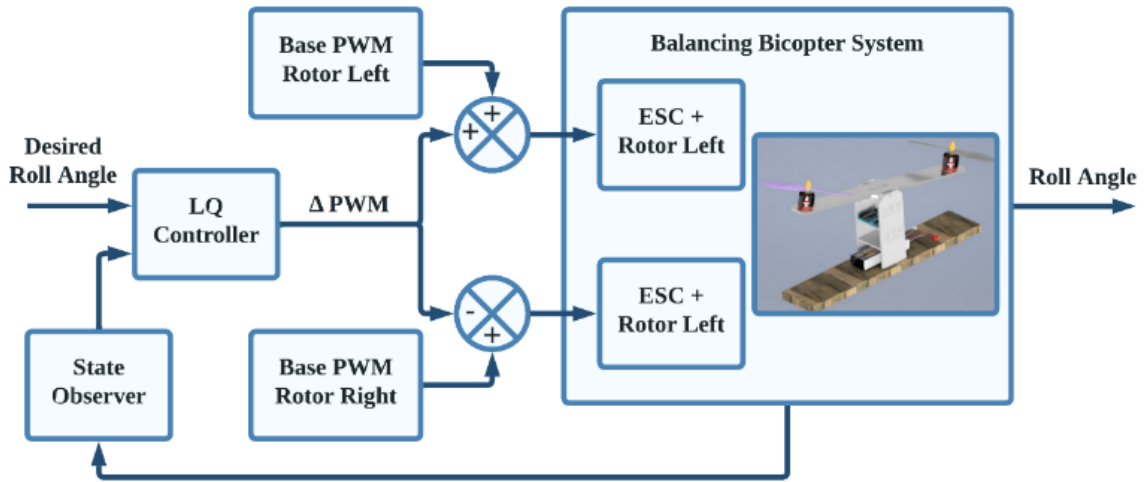 Base PWM
Rotor Left
Balancing Bicopter System
+
+
ESC +
Rotor Left
Desired
Roll Angle
LQ
Controller
Δ PWM
Roll Angle
ESC +
Rotor Left
-
+
State
Observer
Base PWM
Rotor Right